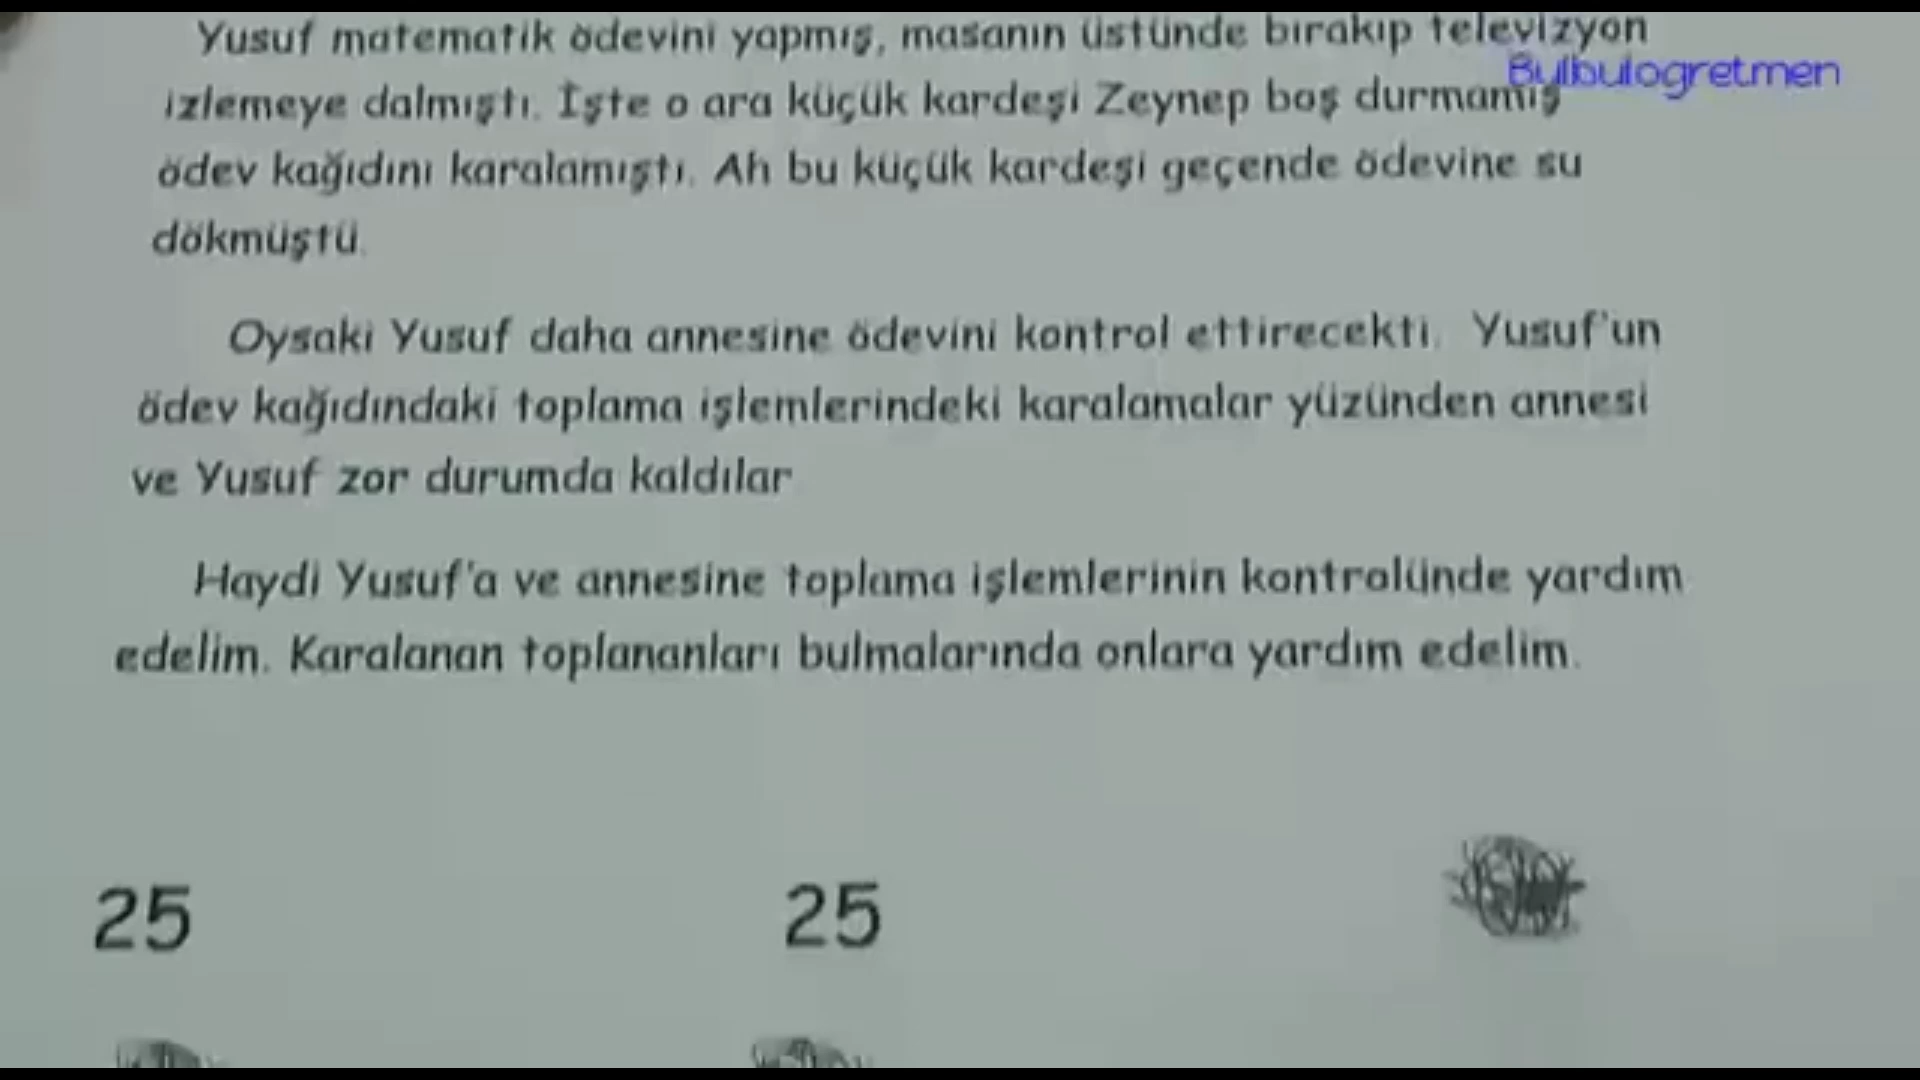 Yusuf matematik ödevini yapmış, masanın üstünde bırakıp televizyon
Bulbulogretmen
izlemeye dalmıştı. İşte o ara küçük kardeşi Zeynep boş durmamış
ödev kağıdını karalamıştı. Ah bu küçük kardeşi geçende ödevine su
dökmüştü.
Oysaki Yusuf daha annesine ödevini kontrol ettirecekti. Yusuf'un
ödev kağıdındaki toplama işlemlerindeki karalamalar yüzünden annesi
ve Yusuf zor durumda kaldılar
Haydi Yusuf'a ve annesine toplama işlemlerinin kontrolünde yardım
edelim. Karalanan toplananları bulmalarında onlara yardım edelim.
25 25